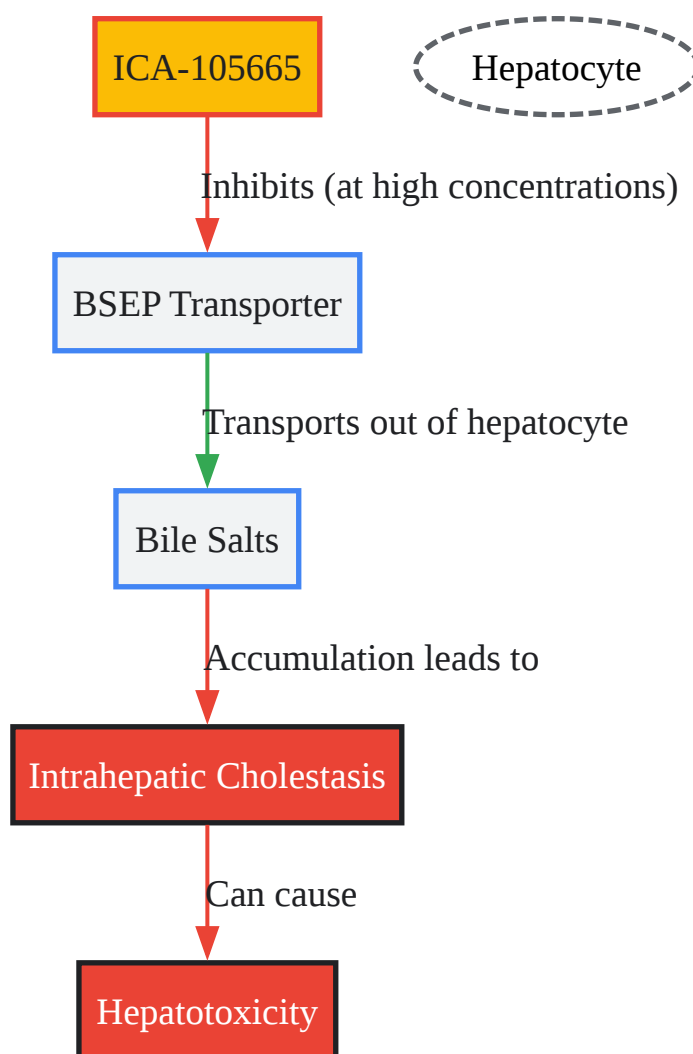 ICA-105665
Hepatocyte
Inhibits (at high concentrations)
BSEP Transporter
Transports out of hepatocyte
Bile Salts
Accumulation leads to
Intrahepatic Cholestasis
Can cause
Hepatotoxicity